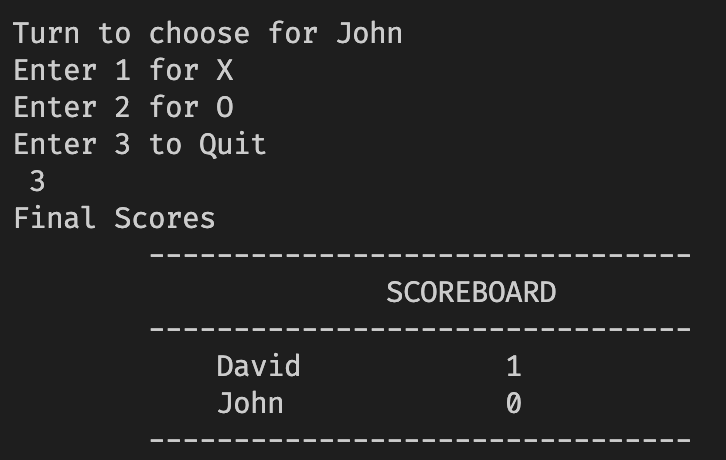 Turn to choose for John
Enter 1 for X
Enter 2 for O
Enter 3 to Quit
3
Final Scores
--------------------------------
SCOREBOARD
--------------------------------
David 1
John 0
--------------------------------